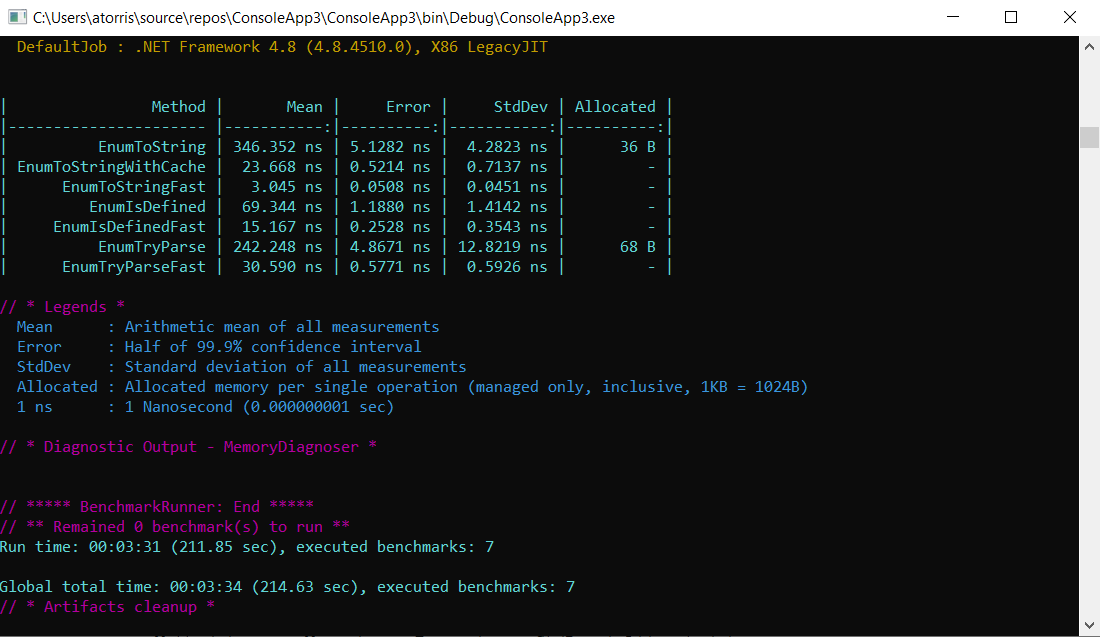 C:\Users\atorris\source\repos\ConsoleApp3\ConsoleApp3\bin\Debug\ConsoleApp3.exe
DefaultJob : .NET Framework 4.8 (4.8.4510.0), X86 LegacyJIT
| Method | Mean | Error | StdDev | Allocated |
|---------------------- |-----------:|----------:|-----------:|----------:|
| EnumToString | 346.352 ns | 5.1282 ns | 4.2823 ns | 36 B |
| EnumToStringWithCache | 23.668 ns | 0.5214 ns | 0.7137 ns | - |
| EnumToStringFast | 3.045 ns | 0.0508 ns | 0.0451 ns | - |
| EnumIsDefined | 69.344 ns | 1.1880 ns | 1.4142 ns | - |
| EnumIsDefinedFast | 15.167 ns | 0.2528 ns | 0.3543 ns | - |
| EnumTryParse | 242.248 ns | 4.8671 ns | 12.8219 ns | 68 B |
| EnumTryParseFast | 30.590 ns | 0.5771 ns | 0.5926 ns | - |
// * Legends *
Mean : Arithmetic mean of all measurements
Error : Half of 99.9% confidence interval
StdDev : Standard deviation of all measurements
Allocated : Allocated memory per single operation (managed only, inclusive, 1KB = 1024B)
1 ns : 1 Nanosecond (0.000000001 sec)
// * Diagnostic Output - MemoryDiagnoser *
// ***** BenchmarkRunner: End *****
// ** Remained 0 benchmark(s) to run **
Run time: 00:03:31 (211.85 sec), executed benchmarks: 7
Global total time: 00:03:34 (214.63 sec), executed benchmarks: 7
// * Artifacts cleanup *